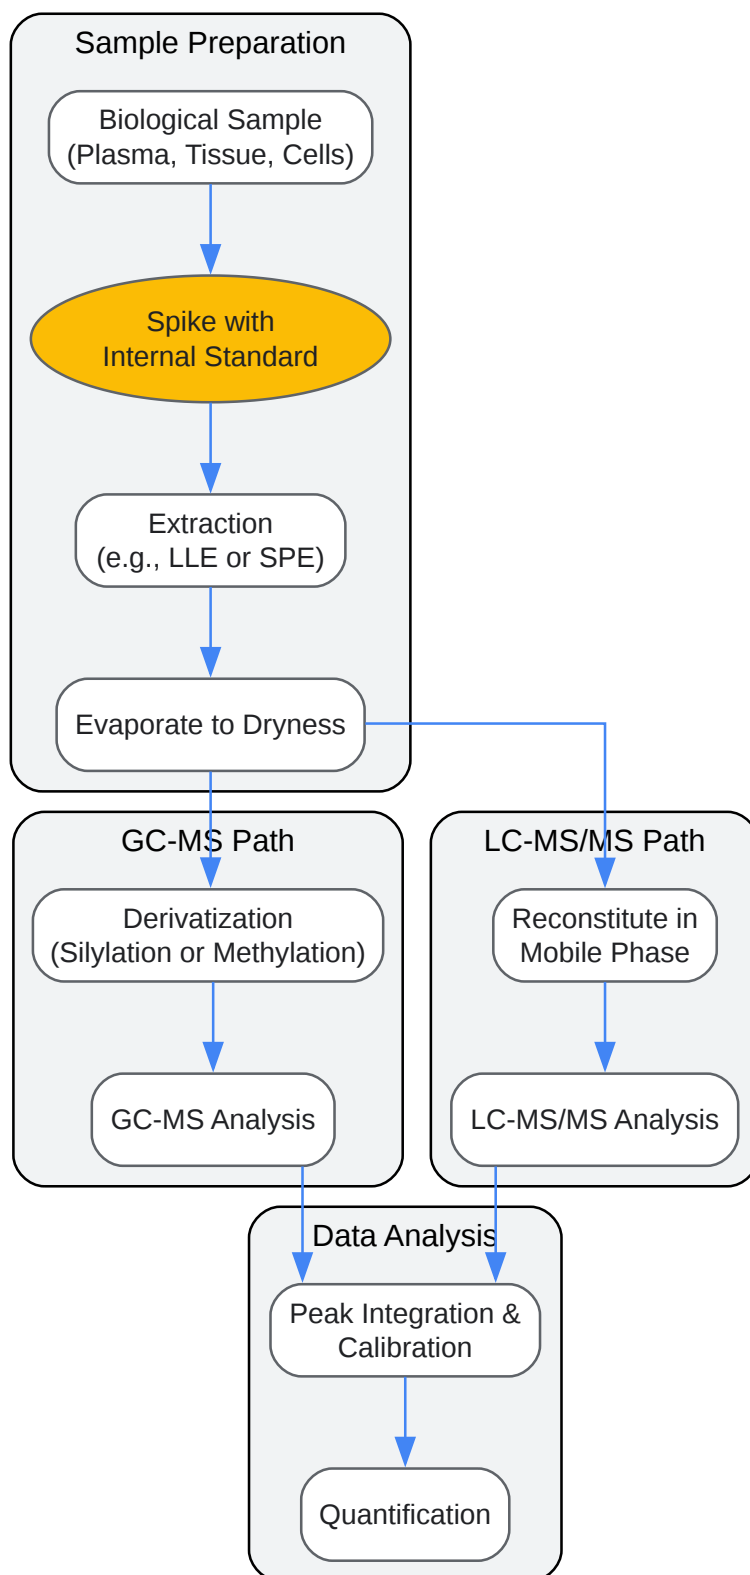 Sample Preparation
Biological Sample
(Plasma, Tissue, Cells)
Spike with
Internal Standard
Extraction
(e.g., LLE or SPE)
Evaporate to Dryness
GC-MS Path
Derivatization
(Silylation or Methylation)
GC-MS Analysis
LC-MS/MS Path
Reconstitute in
Mobile Phase
LC-MS/MS Analysis
Data Analysis
Peak Integration &
Calibration
Quantification